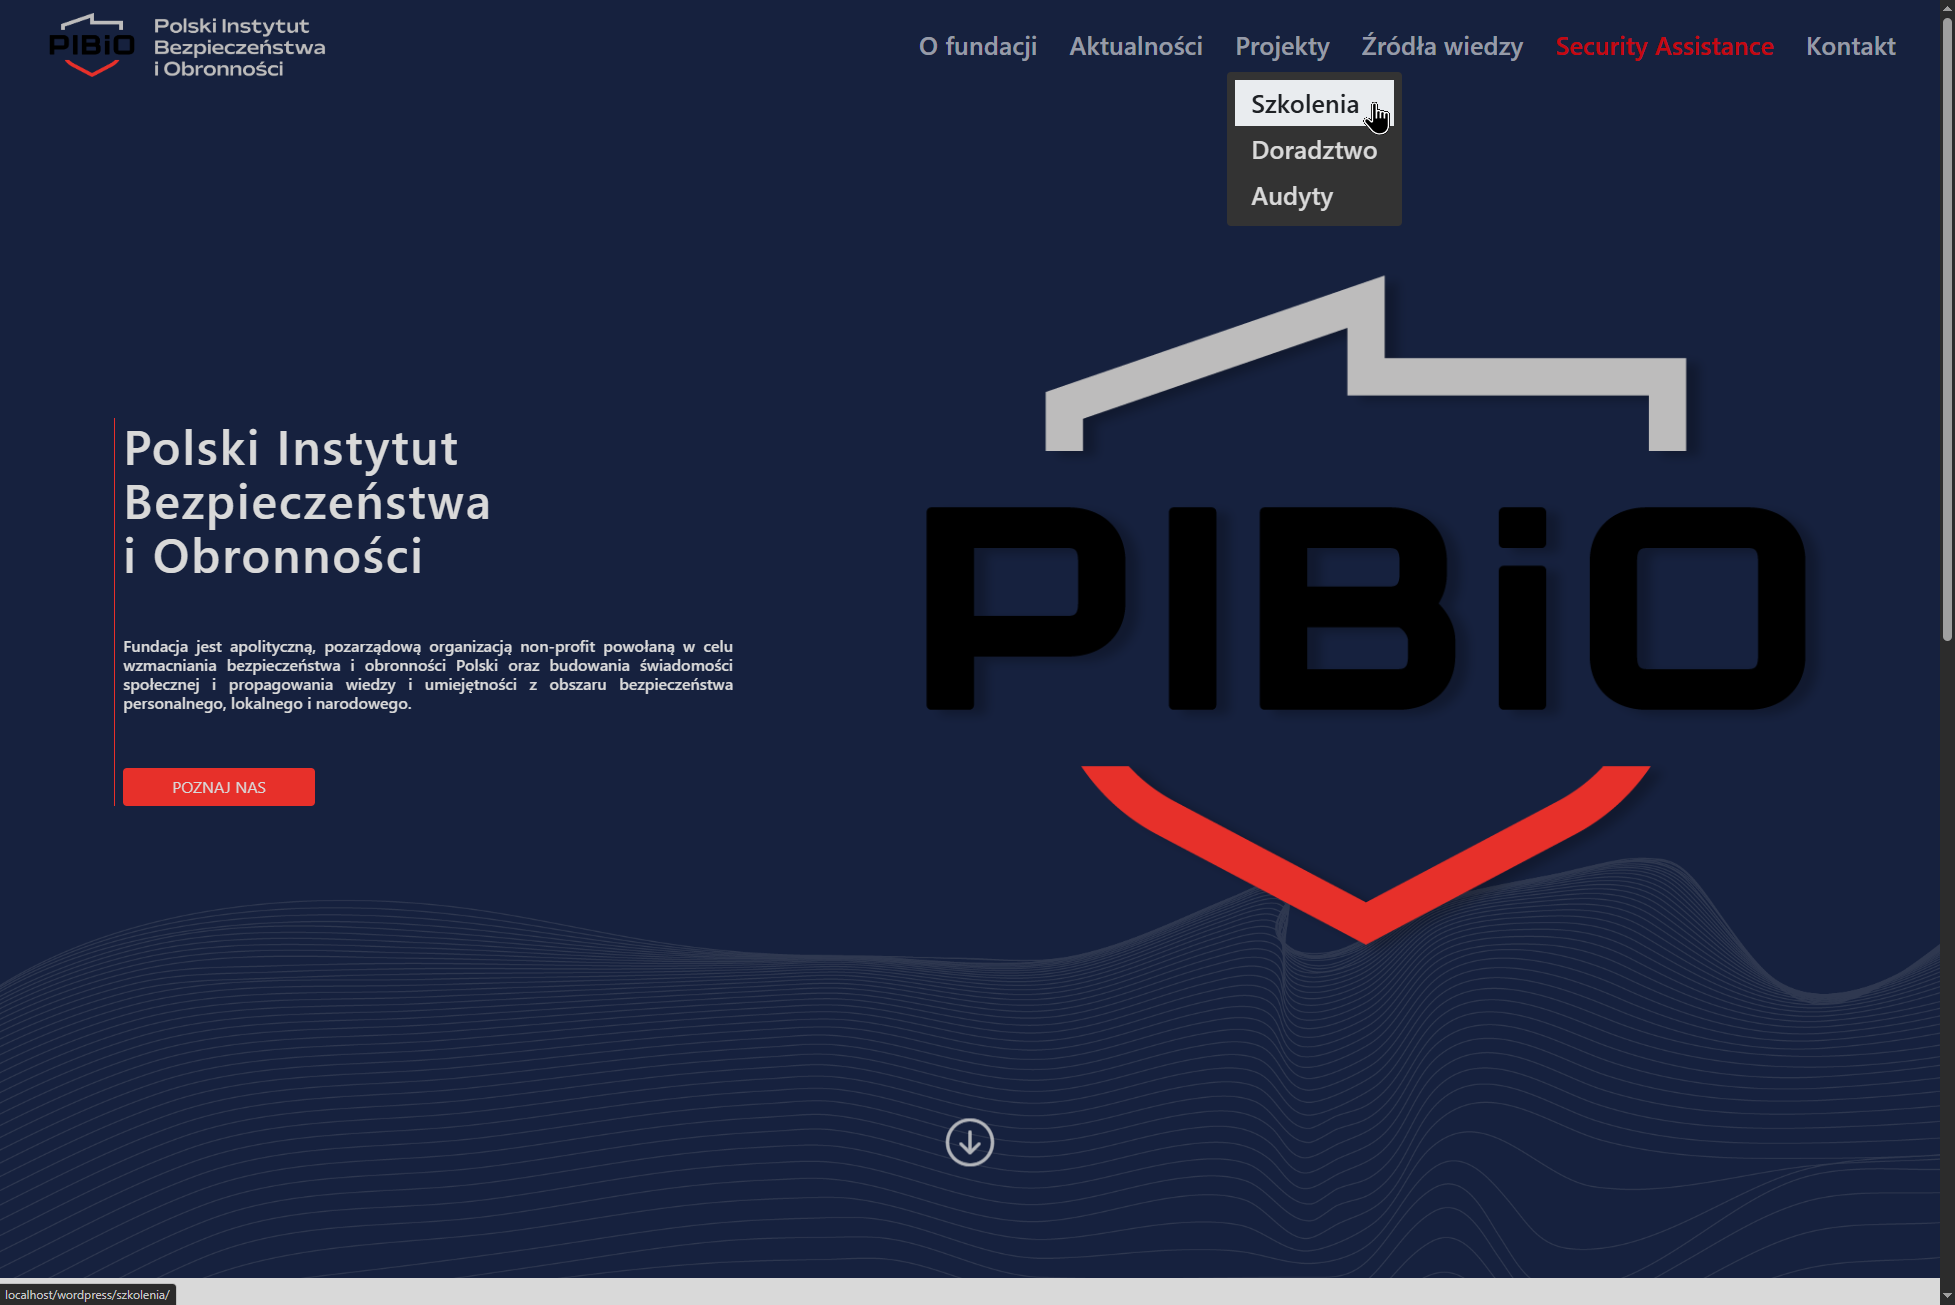 PIBiO
Polski Instytut
Bezpieczeństwa
i Obronności
O fundacji
Aktualności
Projekty
Źródła wiedzy
Security Assistance
Kontakt
Szkolenia
Doradztwo
Audyty
Polski Instytut
Bezpieczeństwa
i Obronności
Fundacja jest apolityczną, pozarządową organizacją non-profit powołaną w celu
wzmacniania bezpieczeństwa i obronności Polski oraz budowania świadomości
społecznej i propagowania wiedzy i umiejętności z obszaru bezpieczeństwa
personalnego, lokalnego i narodowego.
POZNAJ NAS
PIBiO
localhost/wordpress/szkolenia/